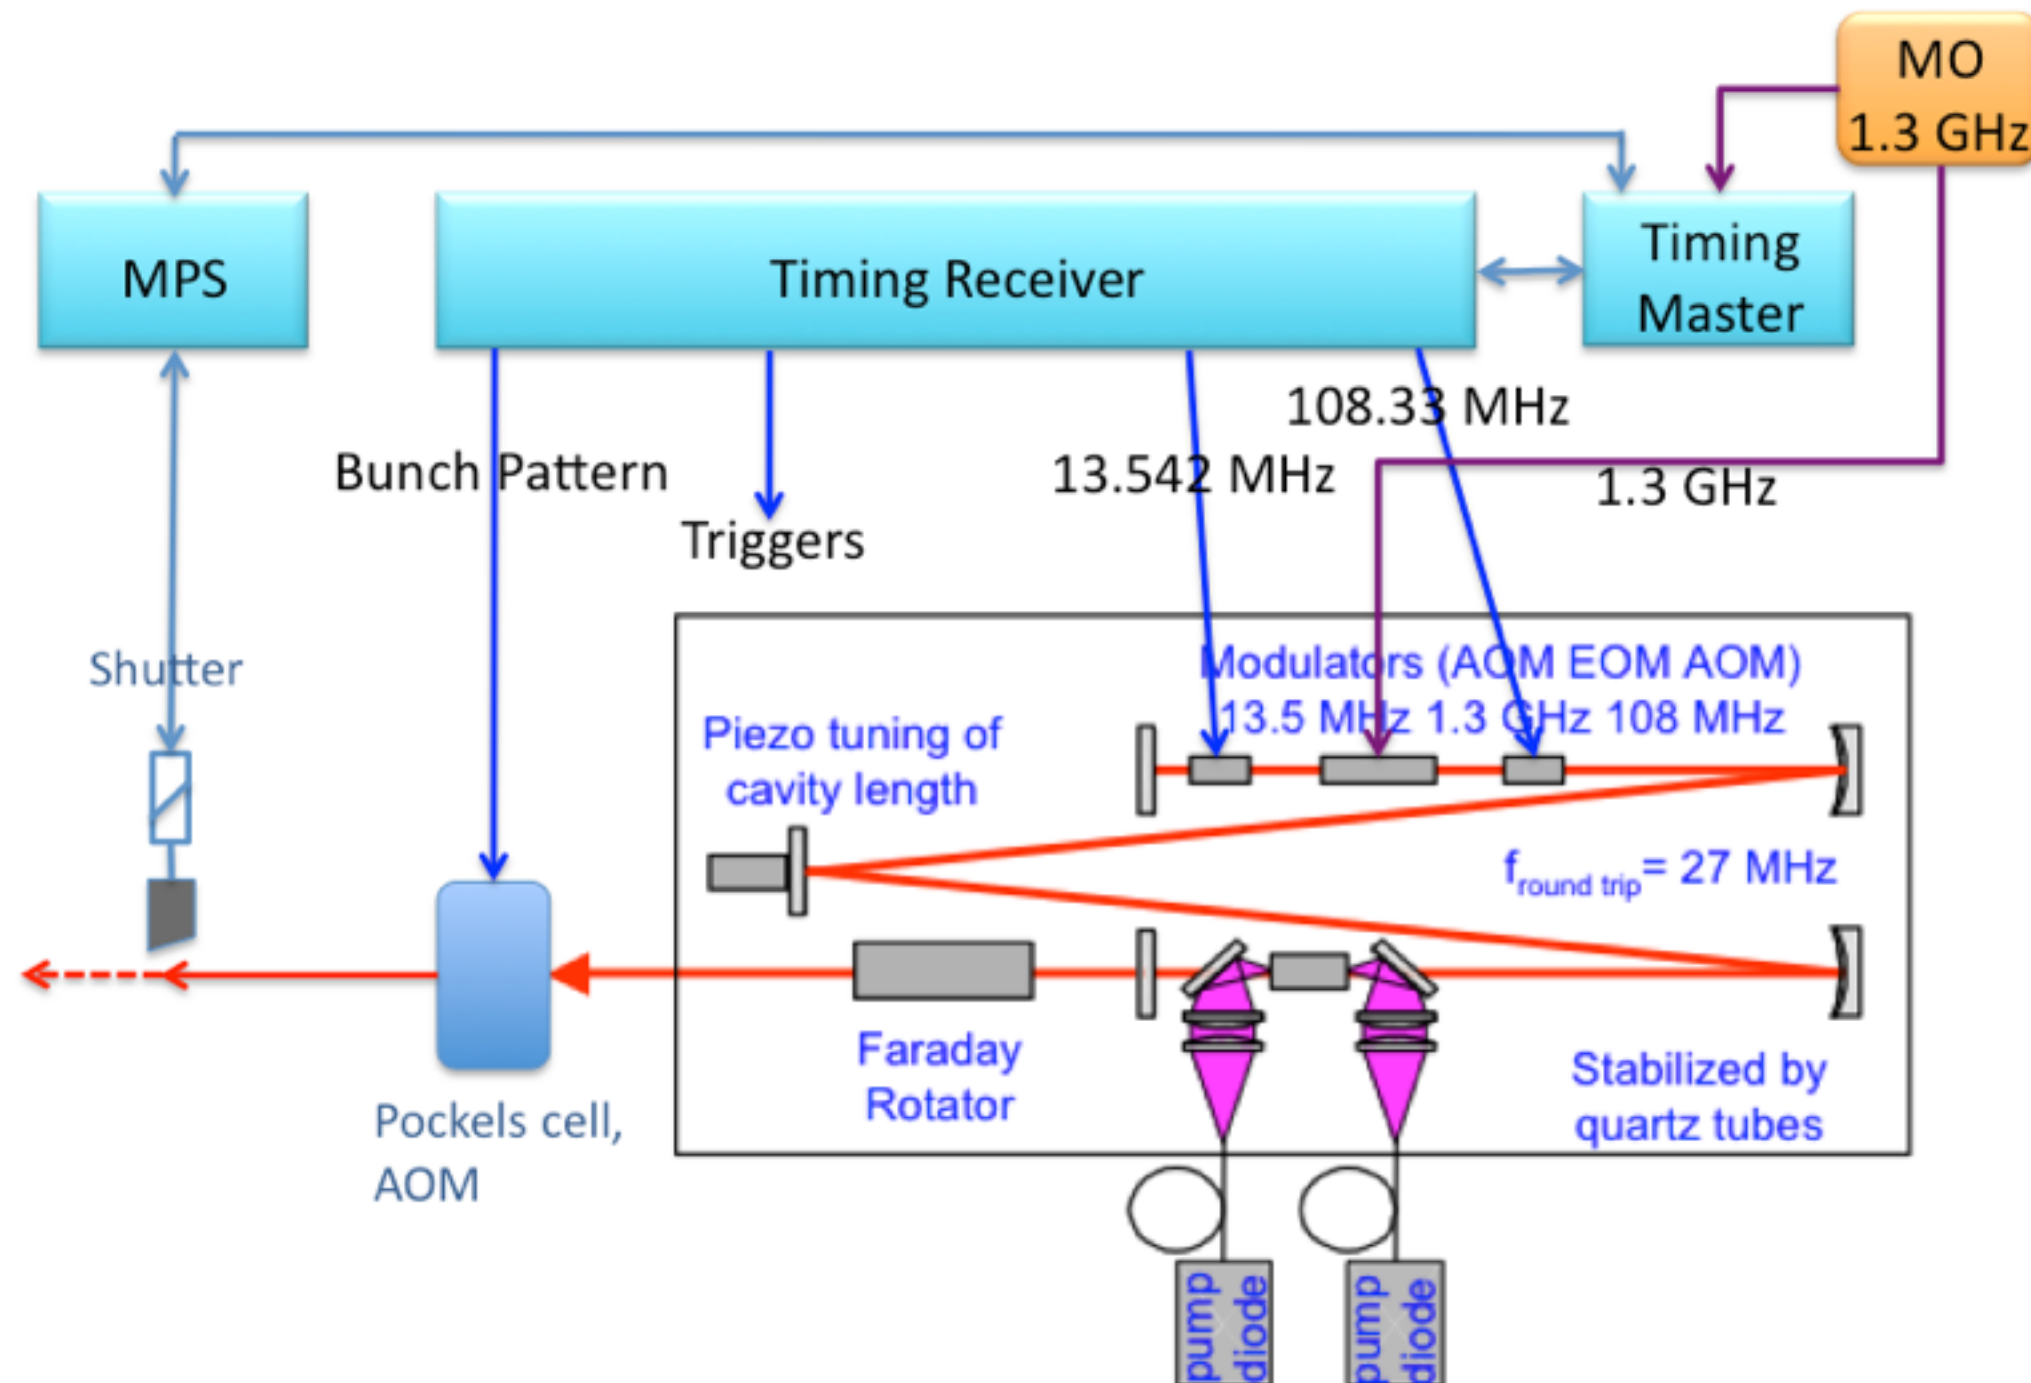 MO
1.3 GHz
MPS
Timing Receiver
Timing
Master
108.33 MHz
13.542 MHz
1.3 GHz
Bunch Pattern
Triggers
Shutter
Modulators (AOM EOM AOM)
13.5 MHz 1.3 GHz 108 MHz
Piezo tuning of
cavity length
f round trip = 27 MHz
Faraday
Rotator
Stabilized by
quartz tubes
Pockels cell,
AOM
pump
diode
pump
diode